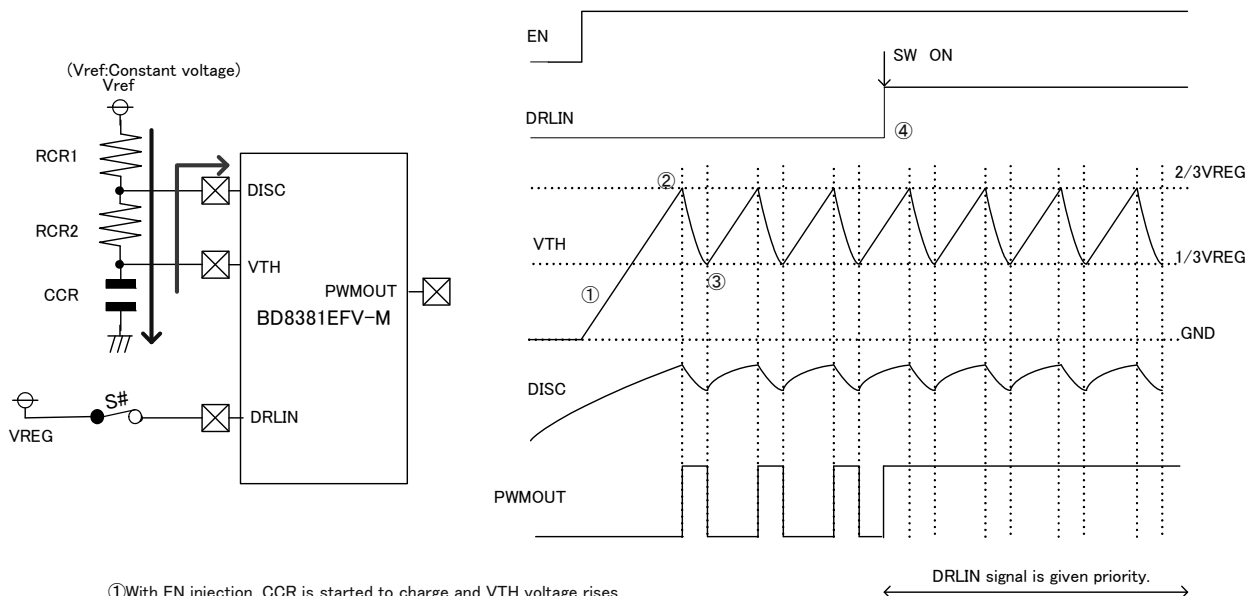 (Vref:Constant voltage)
Vref
RCR1
RCR2
CCR
DISC
VTH
PWMOUT
BD8381EFV-M
DRLIN
S#
VREG
EN
SW ON
DRLIN
④
2/3VREG
②
VTH
1/3VREG
①
③
GND
DISC
PWMOUT
DRLIN signal is given priority.
①With EN injection, CCR is started to charge and VTH voltage rises